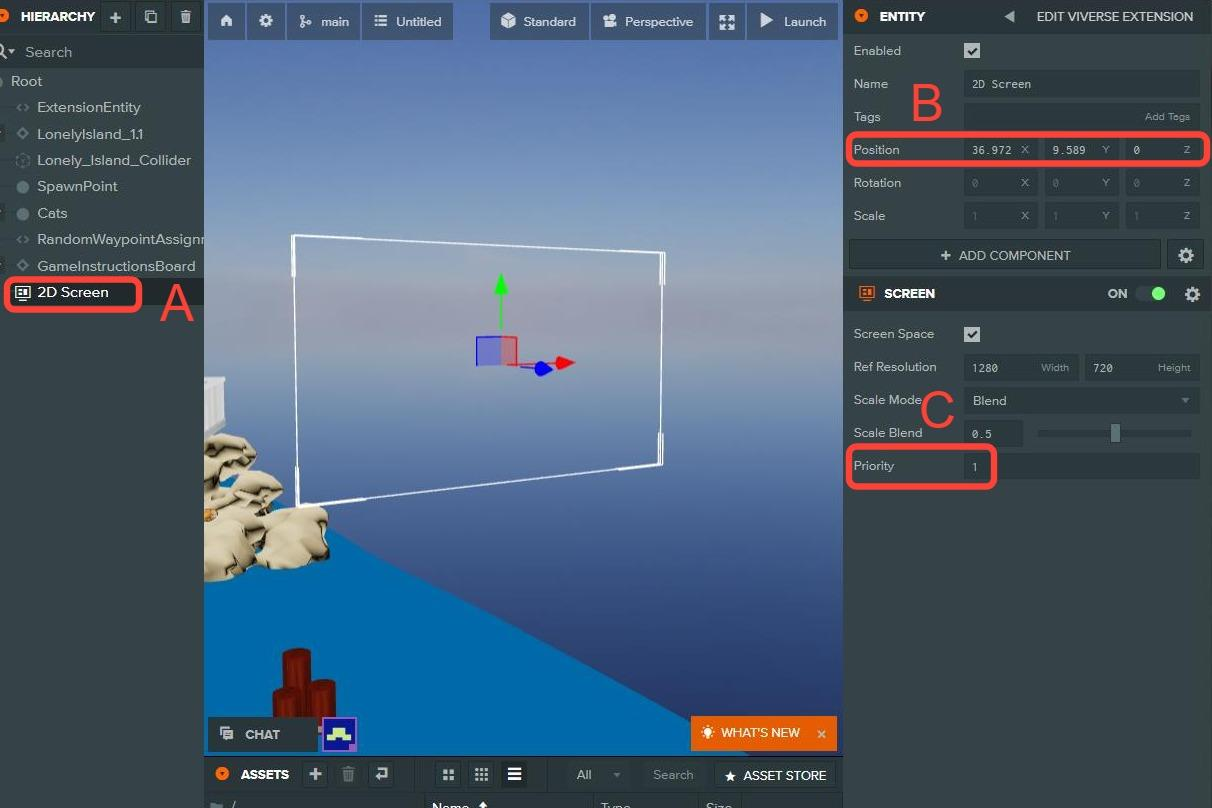 HIERARCHY
Search
Root
ExtensionEntity
LonelyIsland_1.1
Lonely_Island_Collider
SpawnPoint
Cats
RandomWaypointAssignr
GameInstructionsBoard
2D Screen
A
main
Untitled
Standard
Perspective
Launch
CHAT
WHAT'S NEW
ASSETS
All
Search
ASSET STORE
/
Name
Type
Size
ENTITY
EDIT VIVERSE EXTENSION
Enabled
Name 2D Screen
Tags Add Tags
B
Position 36.972 X 9.589 Y 0 Z
Rotation 0 X 0 Y 0 Z
Scale 1 X 1 Y 1 Z
ADD COMPONENT
SCREEN ON
Screen Space
Ref Resolution 1280 Width 720 Height
Scale Mode Blend
C
Scale Blend 0.5
Priority 1